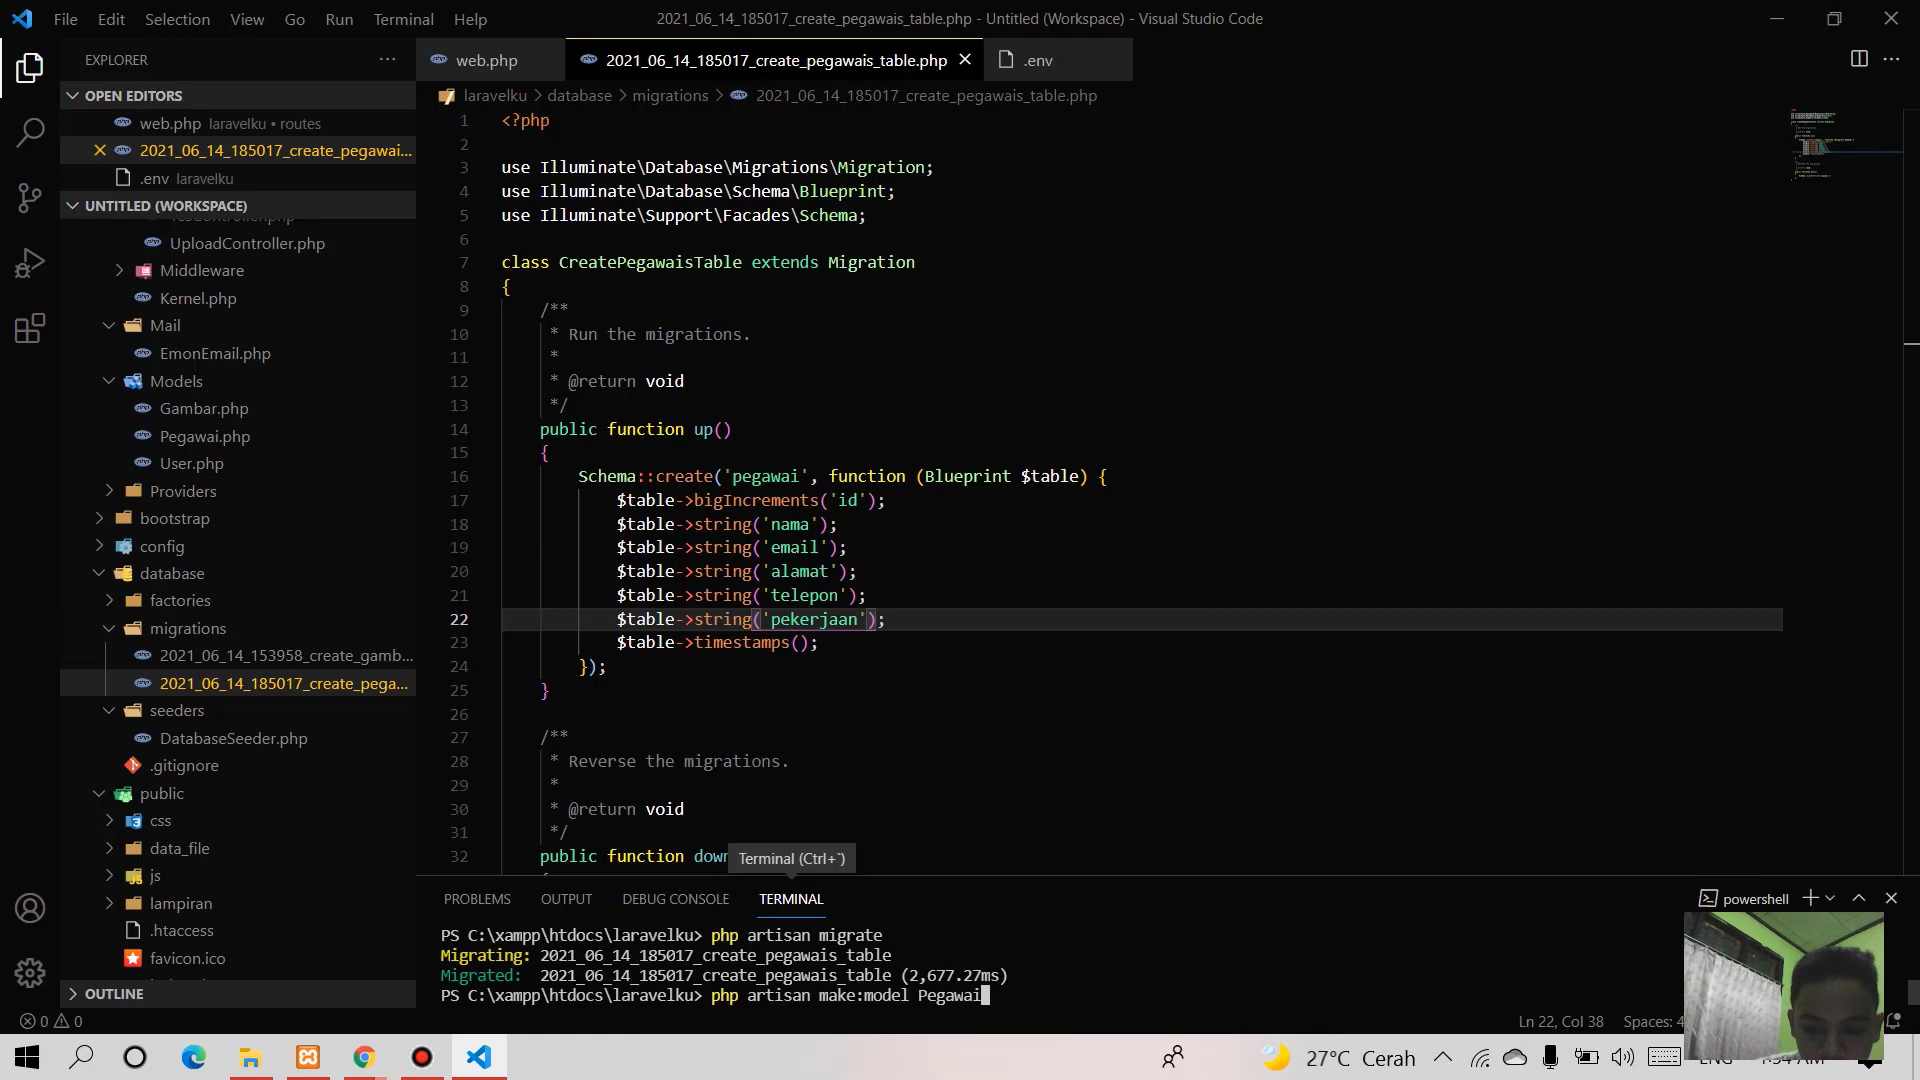 File Edit Selection View Go Run Terminal Help
2021_06_14_185017_create_pegawais_table.php - Untitled (Workspace) - Visual Studio Code
EXPLORER
OPEN EDITORS
web.php laravelku • routes
2021_06_14_185017_create_pegawai...
.env laravelku
UNTITLED (WORKSPACE)
UploadController.php
Middleware
Kernel.php
Mail
EmonEmail.php
Models
Gambar.php
Pegawai.php
User.php
Providers
bootstrap
config
database
factories
migrations
2021_06_14_153958_create_gamb...
2021_06_14_185017_create_pega...
seeders
DatabaseSeeder.php
.gitignore
public
css
data_file
js
lampiran
.htaccess
favicon.ico
OUTLINE
web.php
2021_06_14_185017_create_pegawais_table.php
.env
laravelku > database > migrations > 2021_06_14_185017_create_pegawais_table.php
1 <?php
2
3 use Illuminate\Database\Migrations\Migration;
4 use Illuminate\Database\Schema\Blueprint;
5 use Illuminate\Support\Facades\Schema;
6
7 class CreatePegawaisTable extends Migration
8 {
9 /**
10 * Run the migrations.
11 *
12 * @return void
13 */
14 public function up()
15 {
16 Schema::create('pegawai', function (Blueprint $table) {
17 $table->bigIncrements('id');
18 $table->string('nama');
19 $table->string('email');
20 $table->string('alamat');
21 $table->string('telepon');
22 $table->string('pekerjaan');
23 $table->timestamps();
24 });
25 }
26
27 /**
28 * Reverse the migrations.
29 *
30 * @return void
31 */
32 public function down
Terminal (Ctrl+`)
PROBLEMS OUTPUT DEBUG CONSOLE TERMINAL
powershell
PS C:\xampp\htdocs\laravelku> php artisan migrate
Migrating: 2021_06_14_185017_create_pegawais_table
Migrated: 2021_06_14_185017_create_pegawais_table (2,677.27ms)
PS C:\xampp\htdocs\laravelku> php artisan make:model Pegawai
0 0
Ln 22, Col 38 Spaces: 4
27°C Cerah